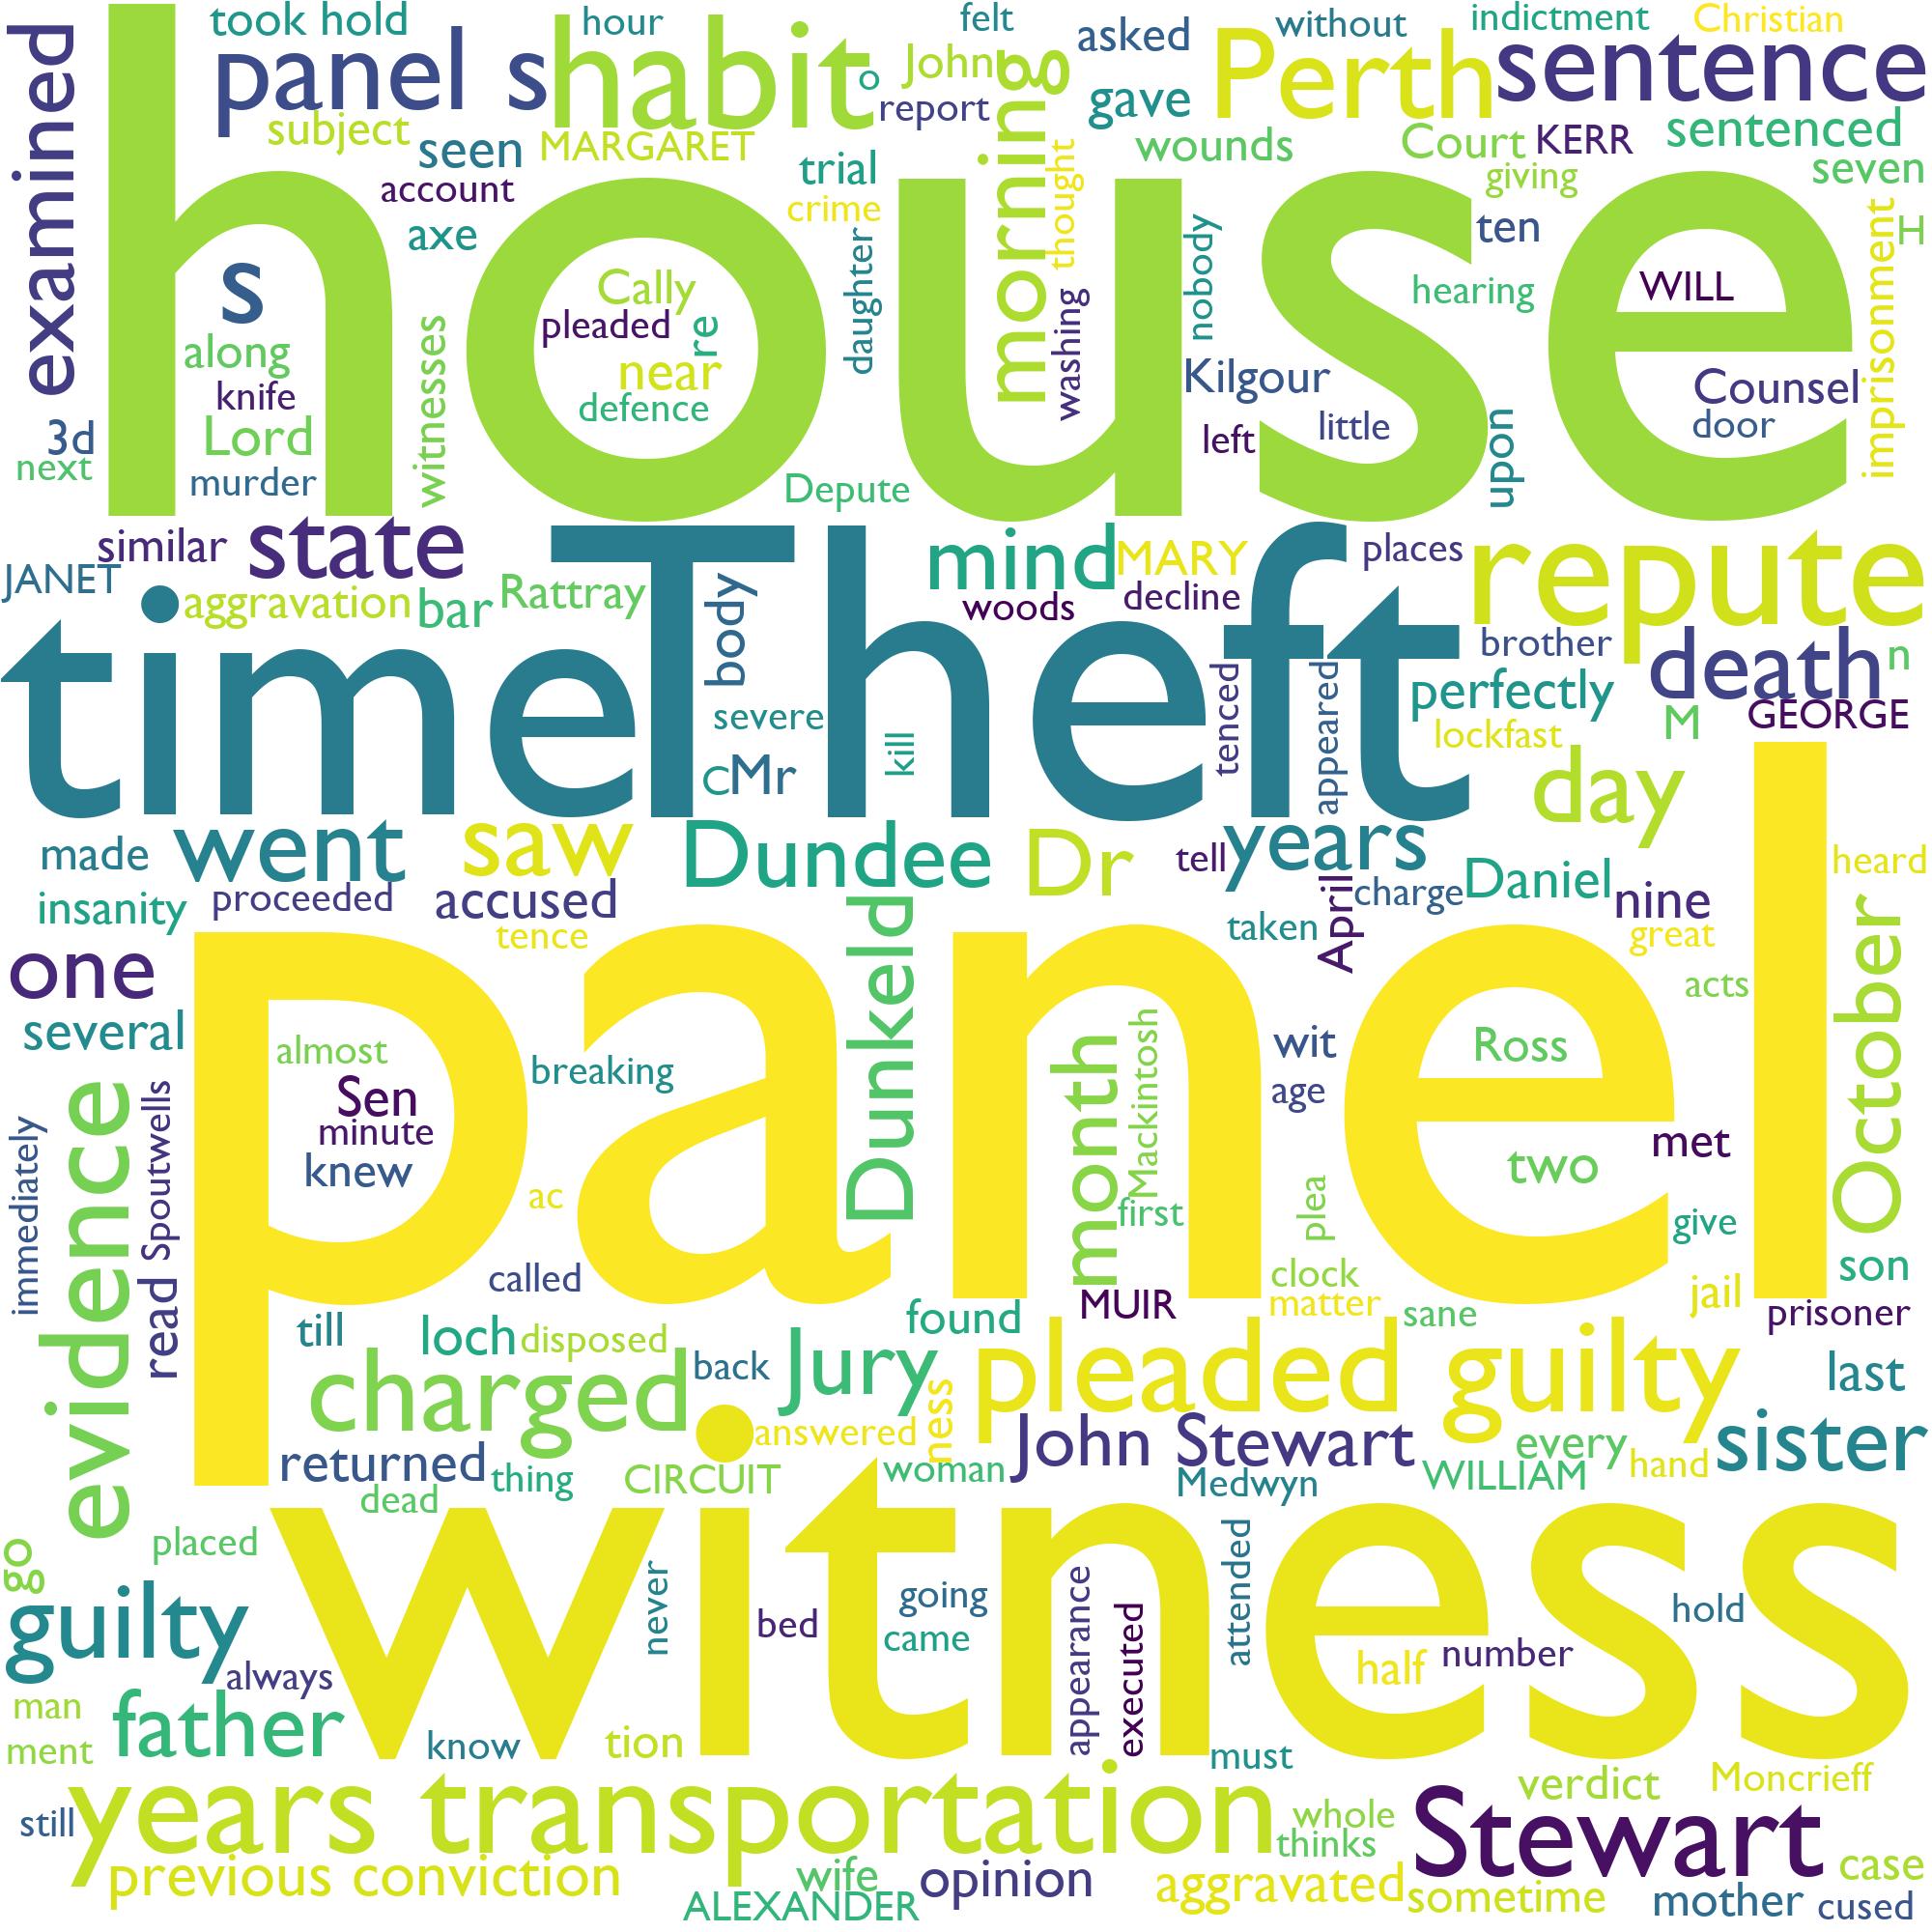 took hold
hour
felt
asked
without
indictment
Christian
examined
panel s
habit
o
John
report
morning
gave
Perth
sentence
subject
seen
MARGARET
trial
wounds
Court
KERR
sentenced
account
crime
thought
giving
seven
house
axe
daughter
nobody
ten
imprisonment
H
s
Cally
pleaded
re
near
defence
washing
hearing
WILL
along
knife
Lord
witnesses
Kilgour
Counsel
door
3d
next
murder
left
little
upon
Depute
similar
state
mind
MARY
places
repute
JANET
aggravation
bar
Rattray
body
woods
decline
brother
death
n
time
Theft
severe
tenced
appeared
perfectly
M
GEORGE
lockfast
C
Mr
kill
day
made
went
saw
Dundee
Dr
tell
years
heard
insanity
proceeded
accused
tence
April
charge
Daniel
nine
taken
great
one
Dunkeld
October
acts
several
panel
almost
breaking
month
Mackintosh
wit
Ross
Sen
minute
knew
age
met
evidence
immediately
read
Spoutwells
ac
first
plea
two
give
called
clock
son
till
loch
disposed
found
MUIR
matter
sane
jail
prisoner
charged
back
Jury
pleaded guilty
last
answered
ness
John Stewart
every
sister
returned
thing
CIRCUIT
woman
Medwyn
WILLIAM
hand
dead
witness
go
placed
never
bed
going
came
appearance
executed
attended
hold
guilty
always
half
number
man
father
ment
know
tion
must
still
years transportation
whole
thinks
verdict
Moncrieff
Stewart
previous conviction
wife
opinion
aggravated
sometime
case
ALEXANDER
mother
cused